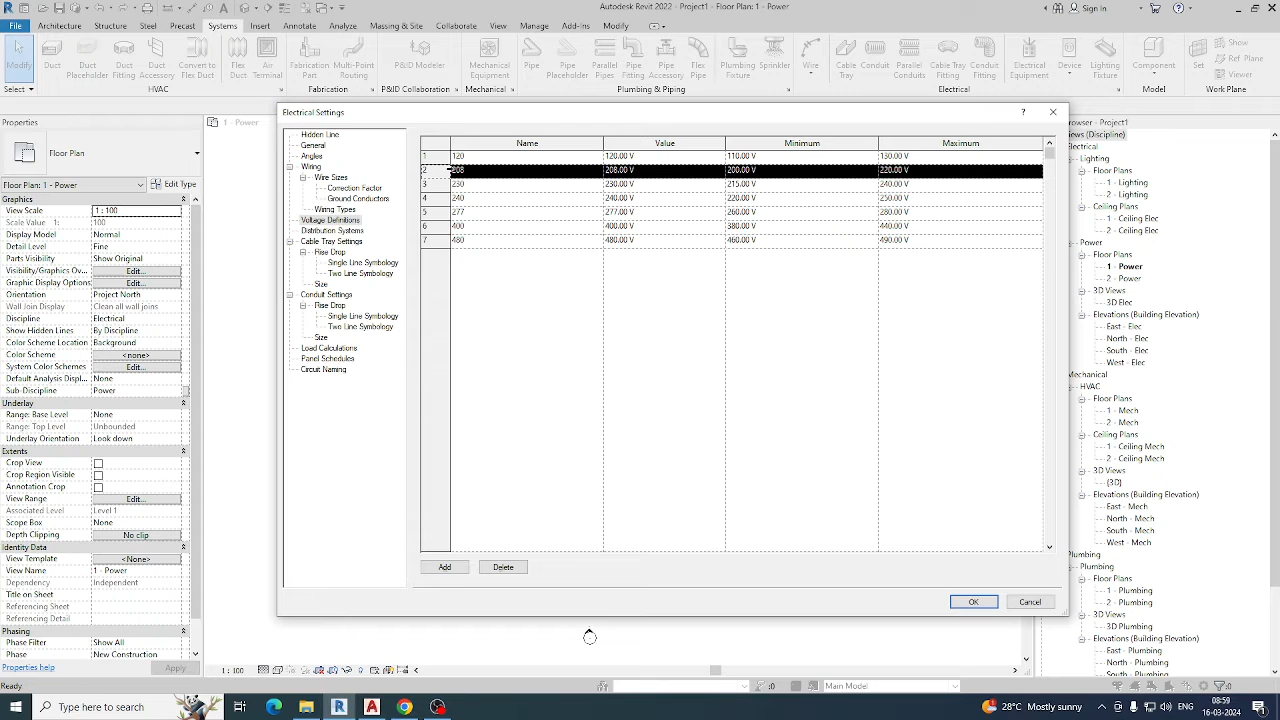 Autodesk Revit 2022 - Project1 - Floor Plan: 1 - Power
Sign In
File Architecture Structure Steel Precast Systems Insert Annotate Analyze Massing & Site Collaborate View Manage Add-Ins Modify
Modify
Duct
Duct Placeholder
Duct Fitting
Duct Accessory
Convert to Flex Duct
Flex Duct
Air Terminal
Fabrication Part
Multi-Point Routing
P&ID Modeler
Mechanical Equipment
Pipe
Pipe Placeholder
Parallel Pipes
Pipe Fitting
Pipe Accessory
Flex Pipe
Plumbing Fixture
Sprinkler
Wire
Cable Tray
Conduit
Parallel Conduits
Cable Tray Fitting
Conduit Fitting
Electrical Equipment
Device
Lighting Fixture
Component
Set
Show
Ref Plane
Viewer
Select
HVAC
Fabrication
P&ID Collaboration
Mechanical
Plumbing & Piping
Electrical
Model
Work Plane
Properties
Floor Plan
Floor Plan: 1 - Power
Edit Type
Graphics
View Scale 1 : 100
Scale Value 1: 100
Display Model Normal
Detail Level Fine
Parts Visibility Show Original
Visibility/Graphics Ov... Edit...
Graphic Display Options Edit...
Orientation Project North
Wall Join Display Clean all wall joins
Discipline Electrical
Show Hidden Lines By Discipline
Color Scheme Location Background
Color Scheme <none>
System Color Schemes Edit...
Default Analysis Displ... None
Sub-Discipline Power
Underlay
Range: Base Level None
Range: Top Level Unbounded
Underlay Orientation Look down
Extents
Crop View
Crop Region Visible
Annotation Crop
View Range Edit...
Associated Level Level 1
Scope Box None
Depth Clipping No clip
Identity Data
View Template <None>
View Name 1 - Power
Dependency Independent
Title on Sheet
Referencing Sheet
Referencing Detail
Phasing
Phase Filter Show All
Phase New Construction
Properties help
Apply
1 - Power
Electrical Settings
Hidden Line
General
Angles
Wiring
Wire Sizes
Correction Factor
Ground Conductors
Wiring Types
Voltage Definitions
Distribution Systems
Cable Tray Settings
Rise Drop
Single Line Symbology
Two Line Symbology
Size
Conduit Settings
Rise Drop
Single Line Symbology
Two Line Symbology
Size
Load Calculations
Panel Schedules
Circuit Naming
Name Value Minimum Maximum
1 120 120.00 V 110.00 V 130.00 V
2 208 208.00 V 200.00 V 220.00 V
3 230 230.00 V 215.00 V 240.00 V
4 240 240.00 V 220.00 V 250.00 V
5 277 277.00 V 260.00 V 280.00 V
6 400 400.00 V 380.00 V 440.00 V
7 480 480.00 V 460.00 V 490.00 V
Add
Delete
OK
Cancel
Browser - Project1
Views (Discipline)
Electrical
Lighting
Floor Plans
1 - Lighting
2 - Lighting
Ceiling Plans
1 - Ceiling Elec
2 - Ceiling Elec
Power
Floor Plans
1 - Power
2 - Power
3D Views
3D Elec
Elevations (Building Elevation)
East - Elec
North - Elec
South - Elec
West - Elec
Mechanical
HVAC
Floor Plans
1 - Mech
2 - Mech
Ceiling Plans
1 - Ceiling Mech
2 - Ceiling Mech
3D Views
{3D}
Elevations (Building Elevation)
East - Mech
North - Mech
South - Mech
West - Mech
Plumbing
Plumbing
Floor Plans
1 - Plumbing
2 - Plumbing
3D Views
3D Plumbing
Elevations (Building Elevation)
East - Plumbing
North - Plumbing
1 : 100
Ready
:0
Main Model
:0
Type here to search
28°C Mostly sunny
ENG
08:59
16-03-2024